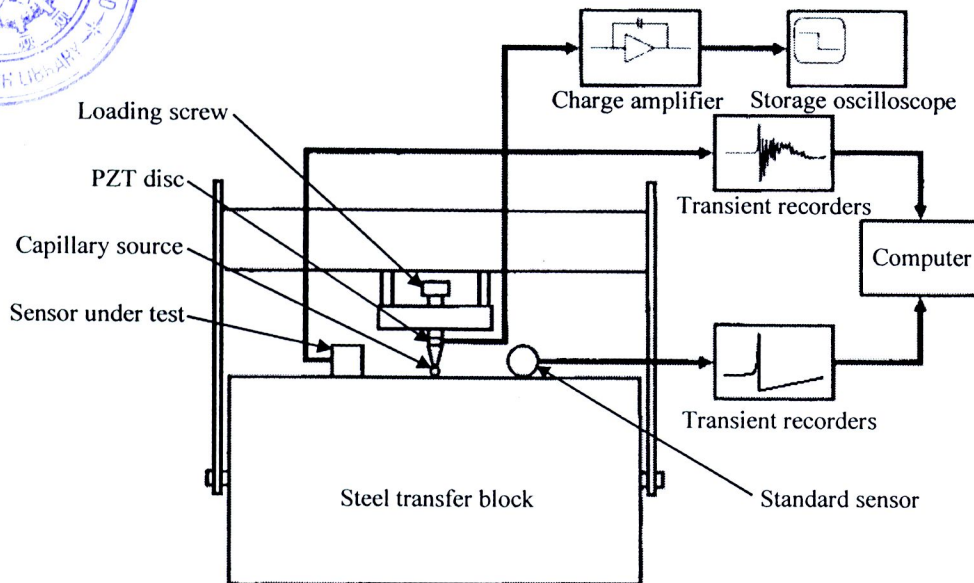 LIBRARY
Charge amplifier
Storage oscilloscope
Loading screw
PZT disc
Transient recorders
Capillary source
Computer
Sensor under test
Transient recorders
Steel transfer block
Standard sensor